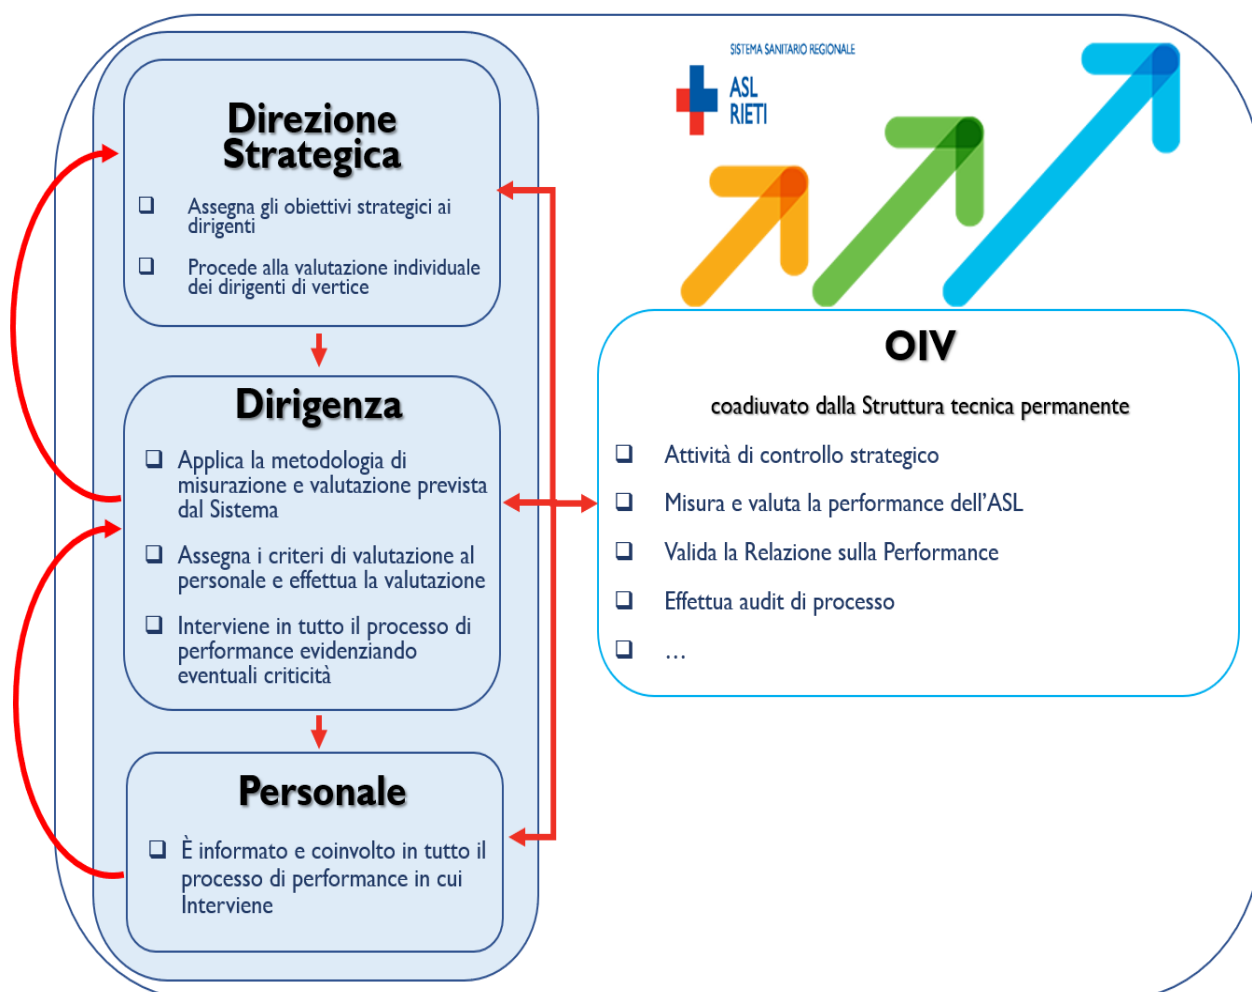 SISTEMA SANITARIO REGIONALE
ASL
RIETI
Direzione
Strategica
❑ Assegna gli obiettivi strategici ai
dirigenti
❑ Procede alla valutazione individuale
dei dirigenti di vertice
Dirigenza
❑ Applica la metodologia di
misurazione e valutazione prevista
dal Sistema
❑ Assegna i criteri di valutazione al
personale e effettua la valutazione
❑ Interviene in tutto il processo di
performance evidenziando
eventuali criticità
Personale
❑ È informato e coinvolto in tutto il
processo di performance in cui
Interviene
OIV
coadiuvato dalla Struttura tecnica permanente
❑ Attività di controllo strategico
❑ Misura e valuta la performance dell'ASL
❑ Valida la Relazione sulla Performance
❑ Effettua audit di processo
❑ …